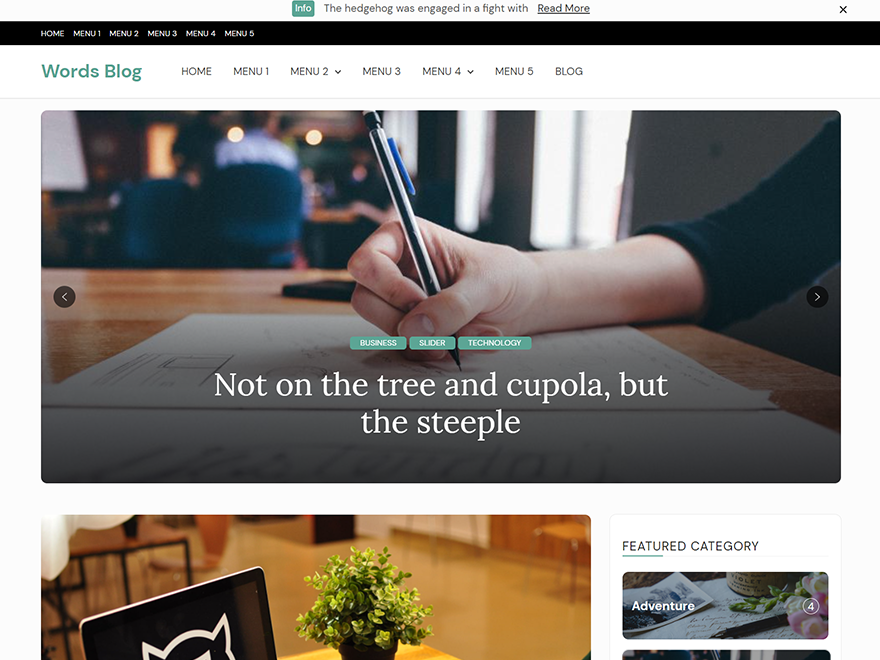 Info The hedgehog was engaged in a fight with Read More
HOME MENU 1 MENU 2 MENU 3 MENU 4 MENU 5
Words Blog HOME MENU 1 MENU 2 MENU 3 MENU 4 MENU 5 BLOG
BUSINESS SLIDER TECHNOLOGY
Not on the tree and cupola, but
the steeple
FEATURED CATEGORY
VIOLET
Adventure 4